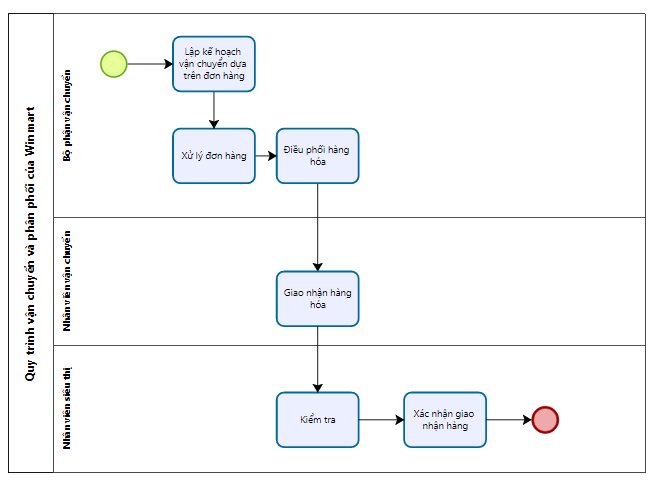 Quy trình vận chuyển và phân phối của Winmart
Bộ phận vận chuyển
Lập kế hoạch
vận chuyển dựa
trên đơn hàng
Xử lý đơn hàng
Điều phối hàng
hóa
Nhân viên vận chuyển
Giao nhận hàng
hóa
Nhân viên siêu thị
Kiểm tra
Xác nhận giao
nhận hàng